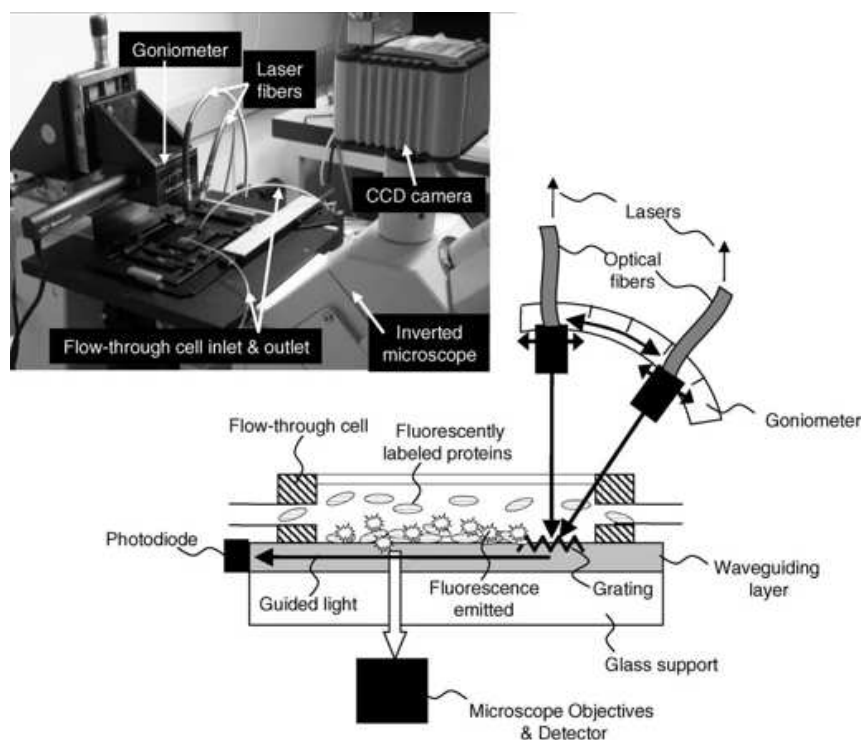 Goniometer
Laser
fibers
CCD camera
Inverted
microscope
Flow-through cell inlet & outlet
Lasers
Optical
fibers
Goniometer
Flow-through cell
Fluorescently
labeled proteins
Photodiode
Guided light
Fluorescence
emitted
Grating
Waveguiding
layer
Glass support
Microscope Objectives
& Detector